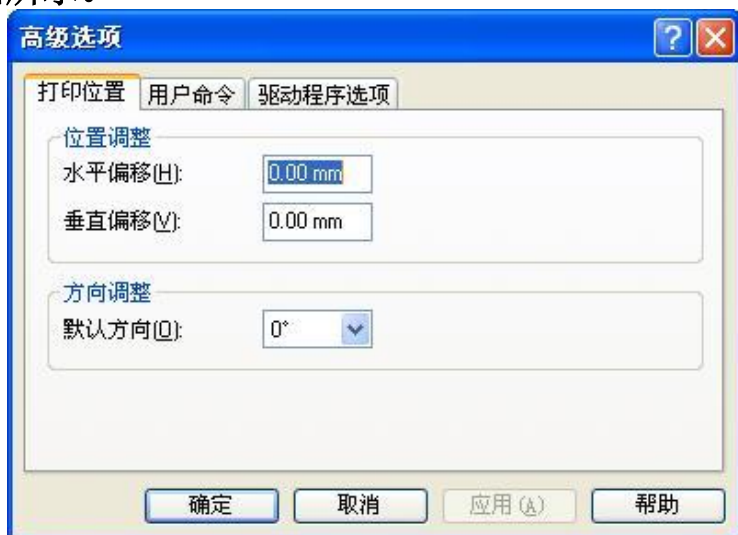 高级选项
打印位置 用户命令 驱动程序选项
位置调整
水平偏移(H): 0.00 mm
垂直偏移(V): 0.00 mm
方向调整
默认方向(O): 0°
确定 取消 应用(A) 帮助